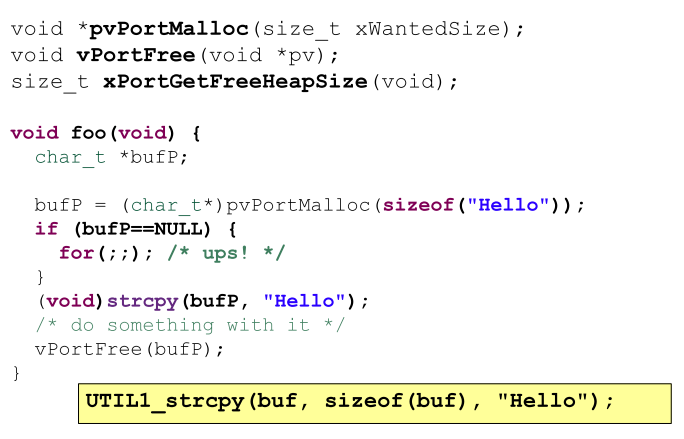 void *pvPortMalloc(size_t xWantedSize);
void vPortFree(void *pv);
size_t xPortGetFreeHeapSize(void);
void foo(void) {
char_t *bufP;
bufP = (char_t*)pvPortMalloc(sizeof("Hello"));
if (bufP==NULL) {
for(;;); /* ups! */
}
(void)strcpy(bufP, "Hello");
/* do something with it */
vPortFree(bufP);
}
UTIL1_strcpy(buf, sizeof(buf), "Hello");